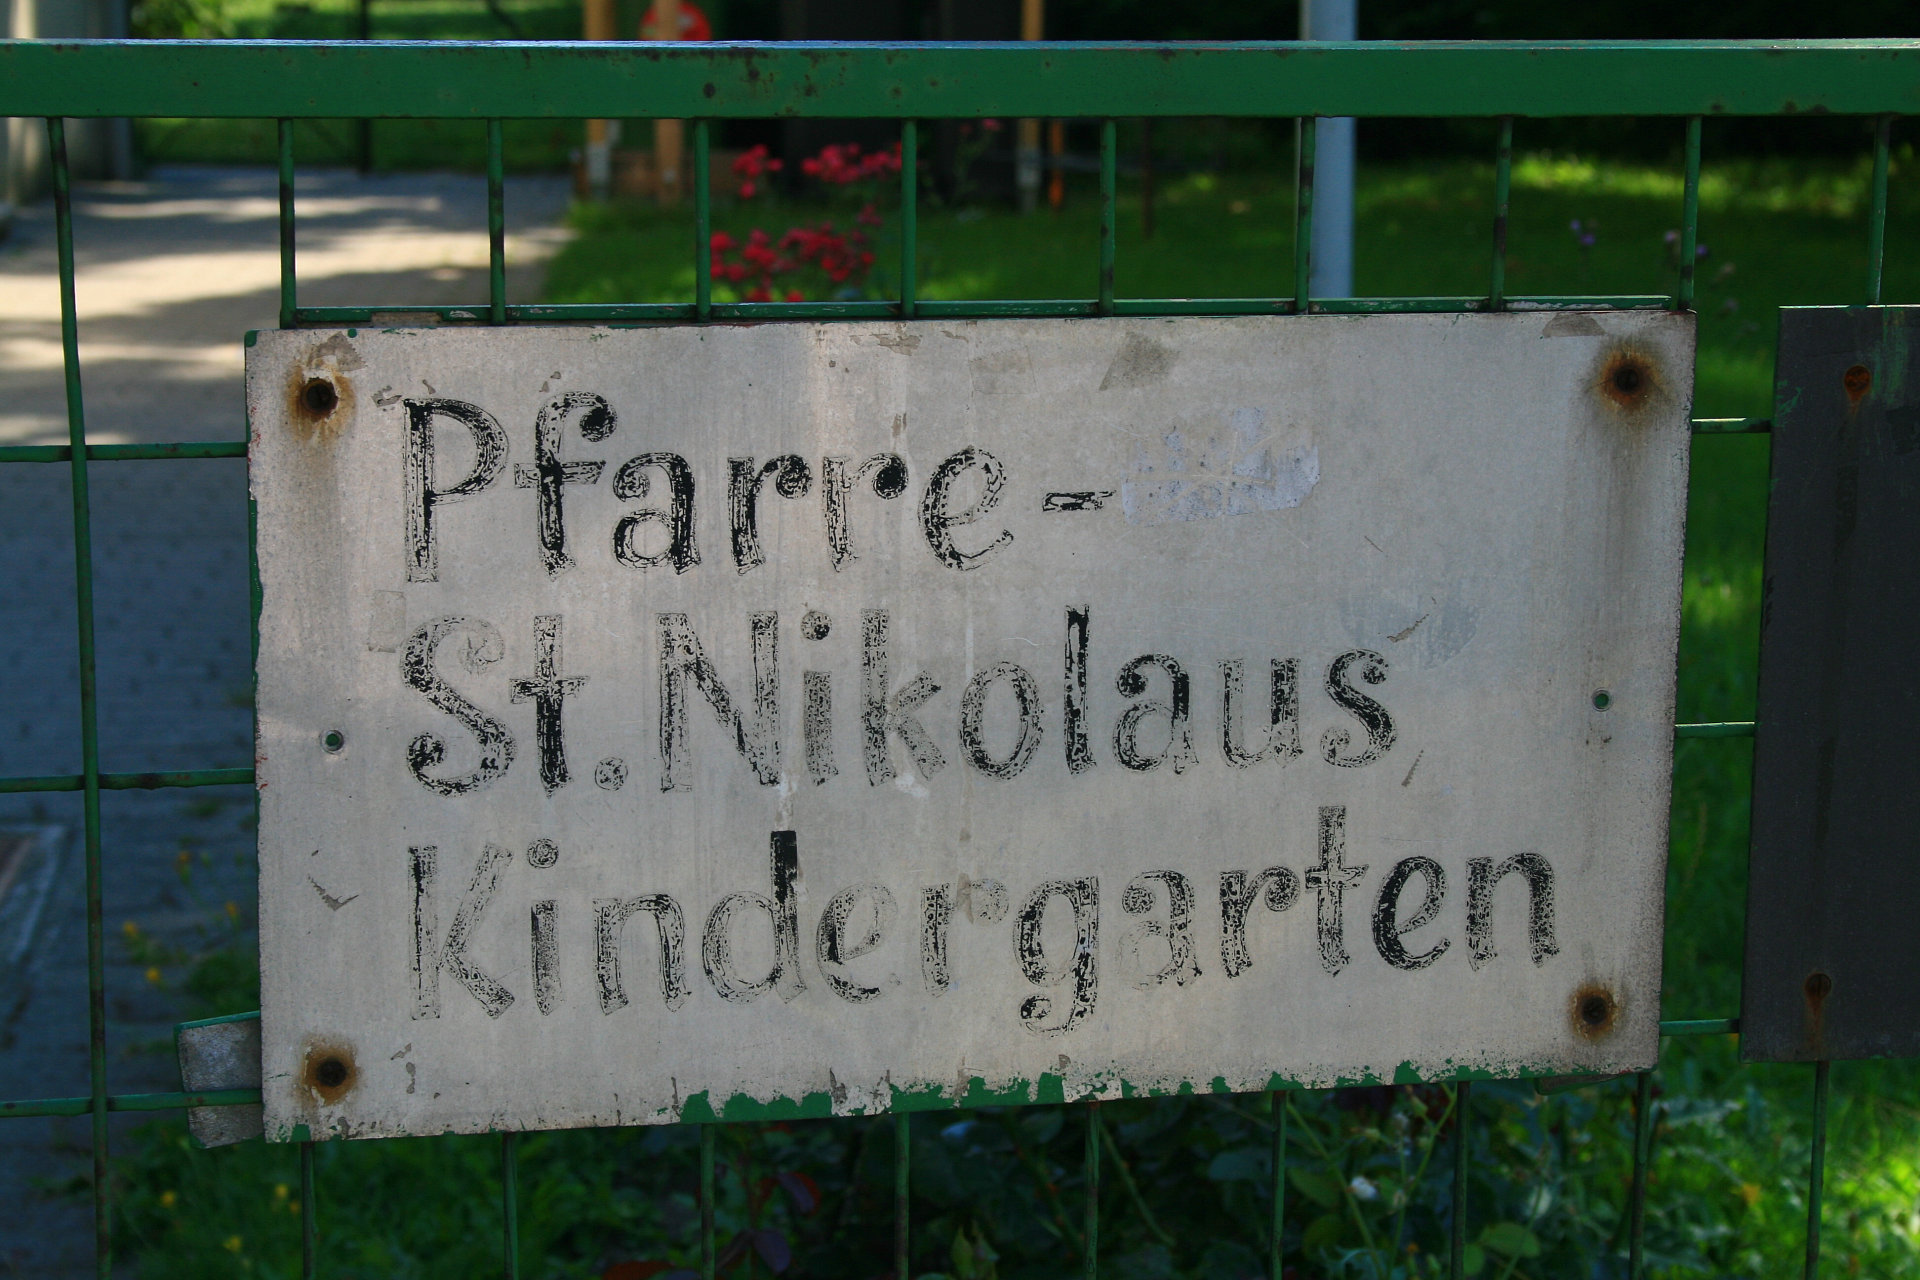 Pfarre-
St. Nikolaus
Kindergarten